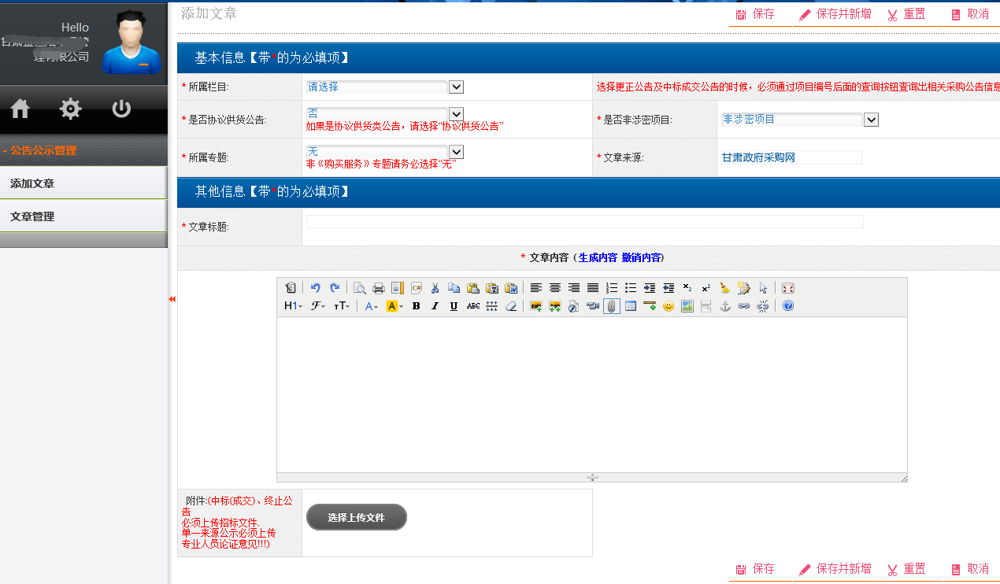 添加文章
保存 保存并新增 重置 取消
Hello
理有限公司
- 公告公示管理
添加文章
文章管理
基本信息【带*的为必填项】
* 所属栏目: 请选择 选择更正公告及中标成交公告的时候，必须通过项目编号后面的查询按钮查询出相关采购公告信息
* 是否协议供货公告: 否
如果是协议供货类公告，请选择“协议供货公告”
* 是否非涉密项目: 非涉密项目
* 所属专题: 无
非《购买服务》专题请务必选择“无”
* 文章来源: 甘肃政府采购网
其他信息【带*的为必填项】
* 文章标题:
* 文章内容 (生成内容 撤销内容)
附件:(中标(成交)、终止公
告
必须上传招标文件.
单一来源公示必须上传
专业人员论证意见!!!)
选择上传文件
保存 保存并新增 重置 取消